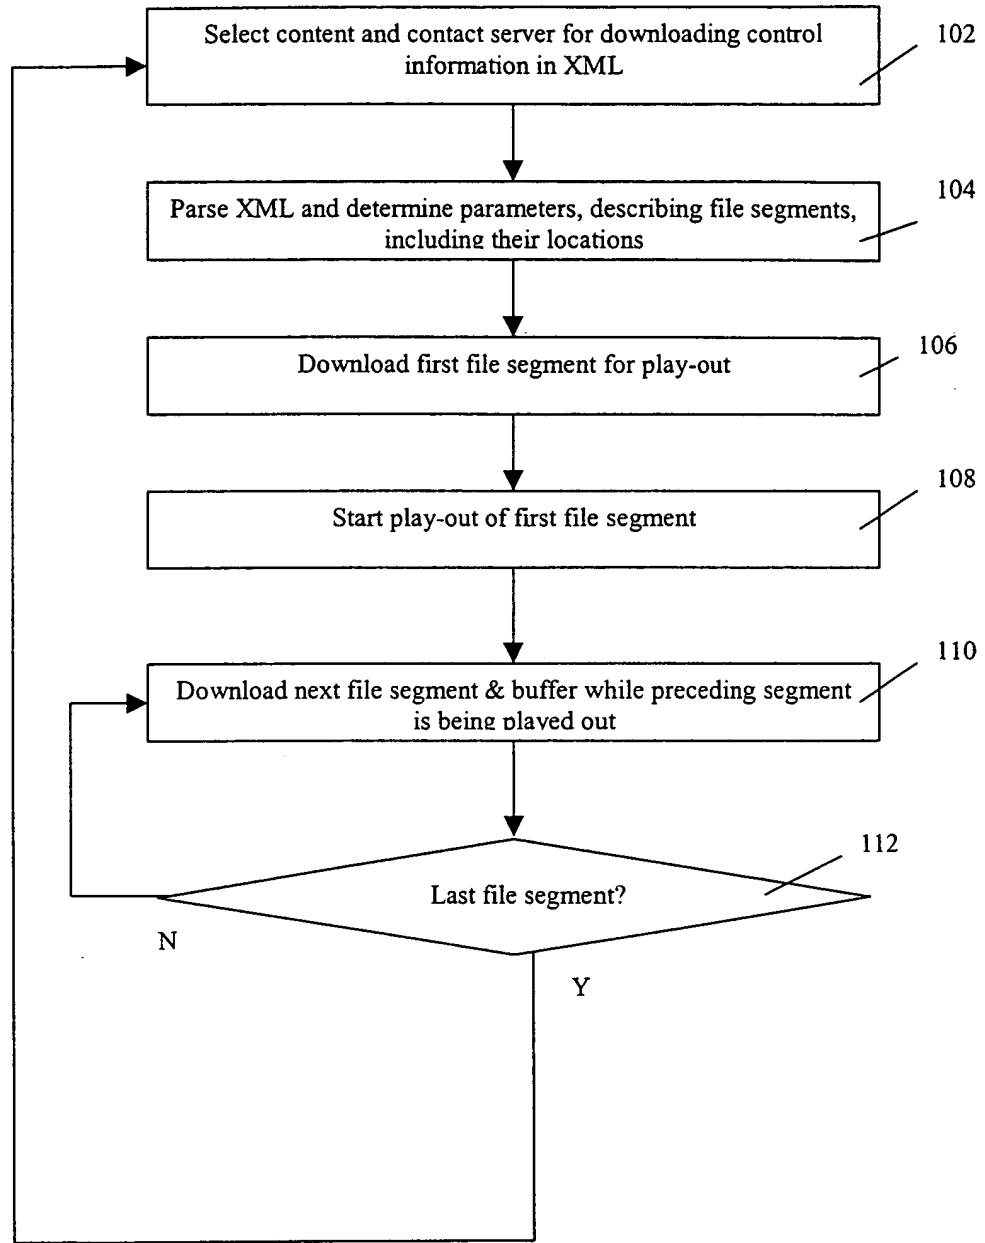 Select content and contact server for downloading control
information in XML
102
Parse XML and determine parameters, describing file segments,
including their locations
104
Download first file segment for play-out
106
Start play-out of first file segment
108
Download next file segment & buffer while preceding segment
is being played out
110
Last file segment?
112
N
Y